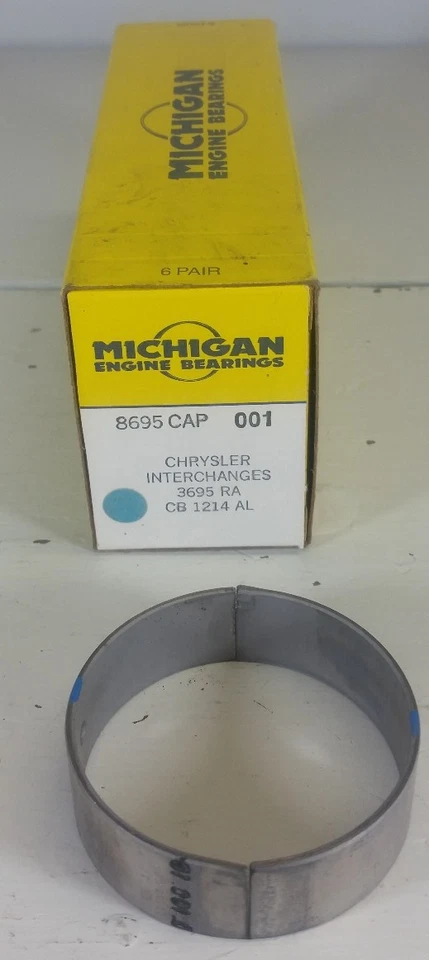 MICHIGAN
ENGINE BEARINGS
6 PAIR
MICHIGAN
ENGINE BEARINGS
8695 CAP 001
CHRYSLER
INTERCHANGES
3695 RA
CB 1214 AL